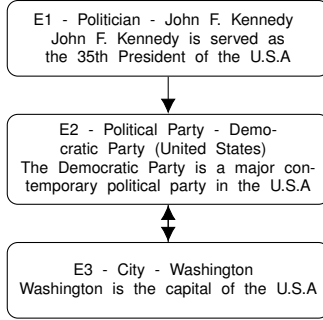 E1 - Politician - John F. Kennedy
John F. Kennedy is served as
the 35th President of the U.S.A
E2 - Political Party - Demo-
cratic Party (United States)
The Democratic Party is a major con-
temporary political party in the U.S.A
E3 - City - Washington
Washington is the capital of the U.S.A